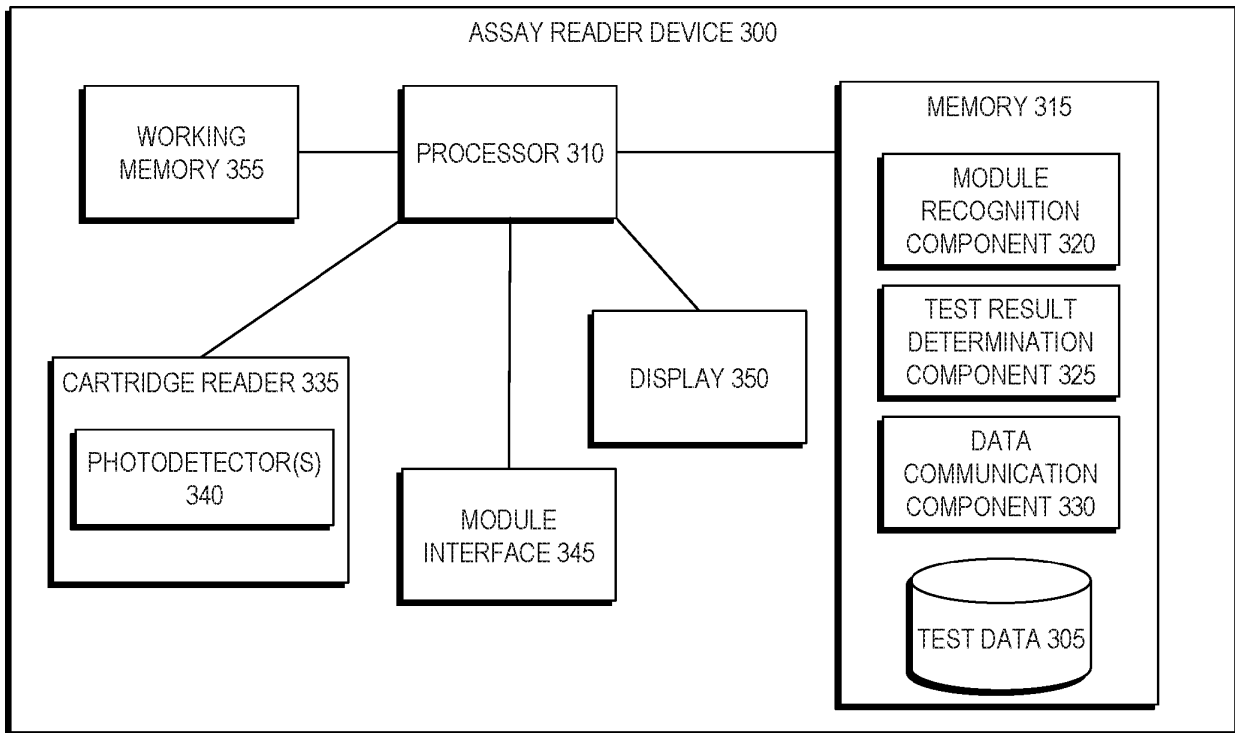 ASSAY READER DEVICE 300
WORKING
MEMORY 355
PROCESSOR 310
MEMORY 315
MODULE
RECOGNITION
COMPONENT 320
TEST RESULT
DETERMINATION
COMPONENT 325
DATA
COMMUNICATION
COMPONENT 330
TEST DATA 305
CARTRIDGE READER 335
PHOTODETECTOR(S)
340
MODULE
INTERFACE 345
DISPLAY 350